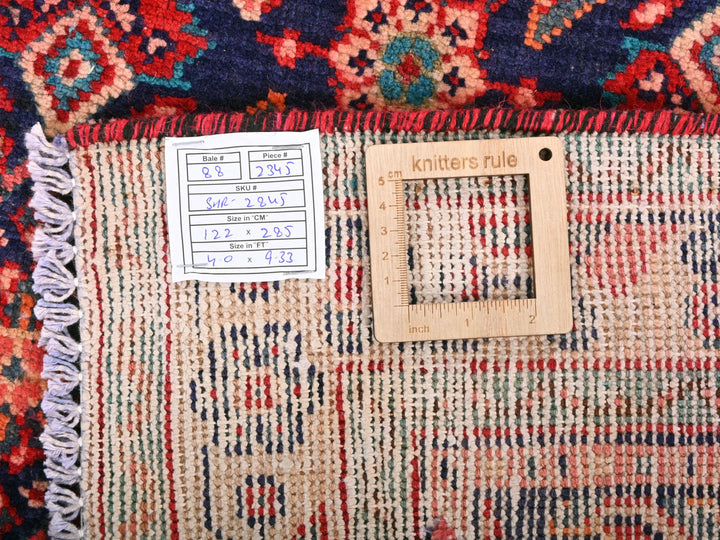 Bale # Piece #
88 2345
SKU #
SHR- 2845
Size in "CM"
122 x 285
Size in "FT"
4.0 x 9.33
knitters rule
5 cm
4
3
2
1
inch 1 2